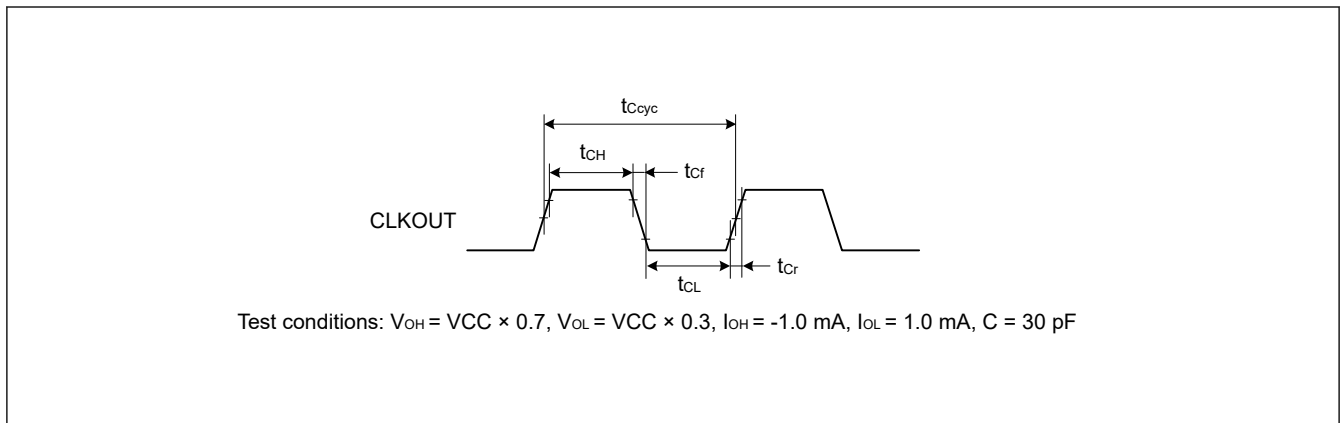 tCcyc
tCH
tCf
CLKOUT
tCr
tCL
Test conditions: VOH = VCC × 0.7, VOL = VCC × 0.3, IOH = -1.0 mA, IOL = 1.0 mA, C = 30 pF